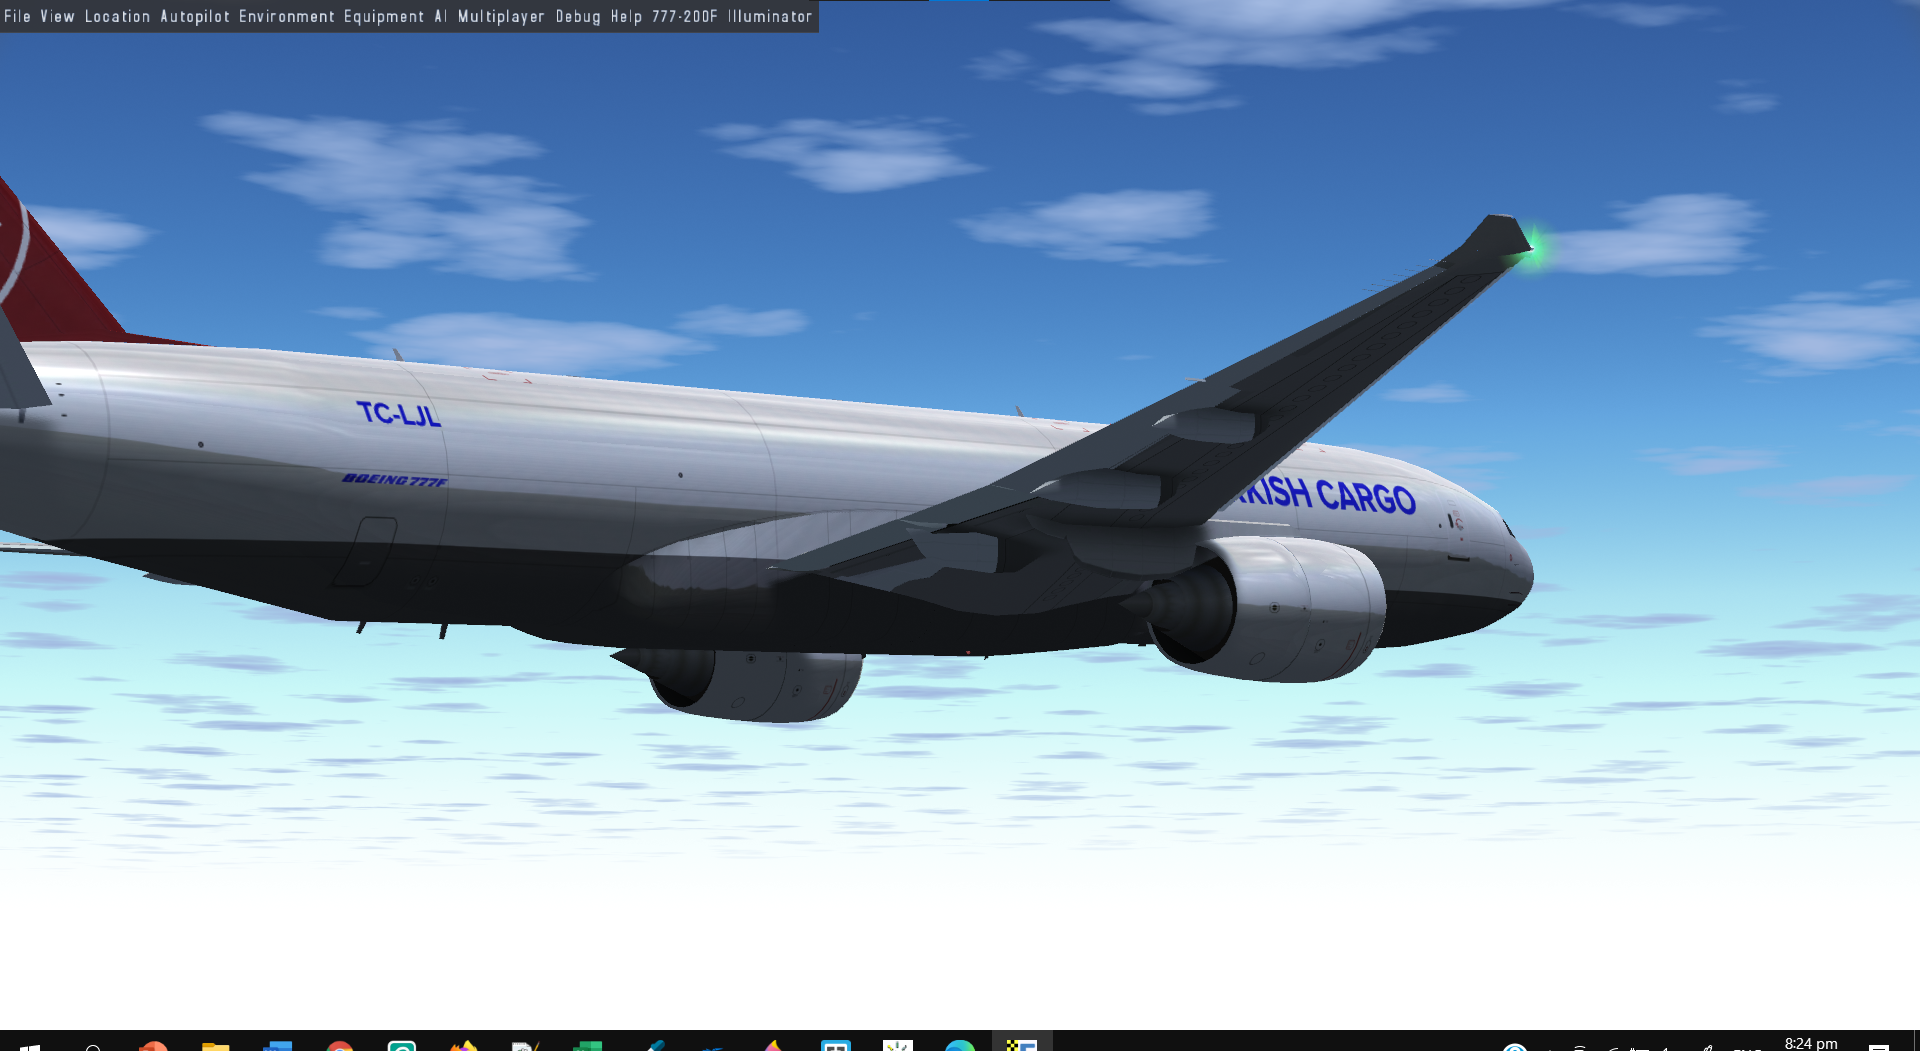 File View Location Autopilot Environment Equipment AI Multiplayer Debug Help 777-200F Illuminator
TC-LJL
BOEING 777F
KISH CARGO
8:24 pm